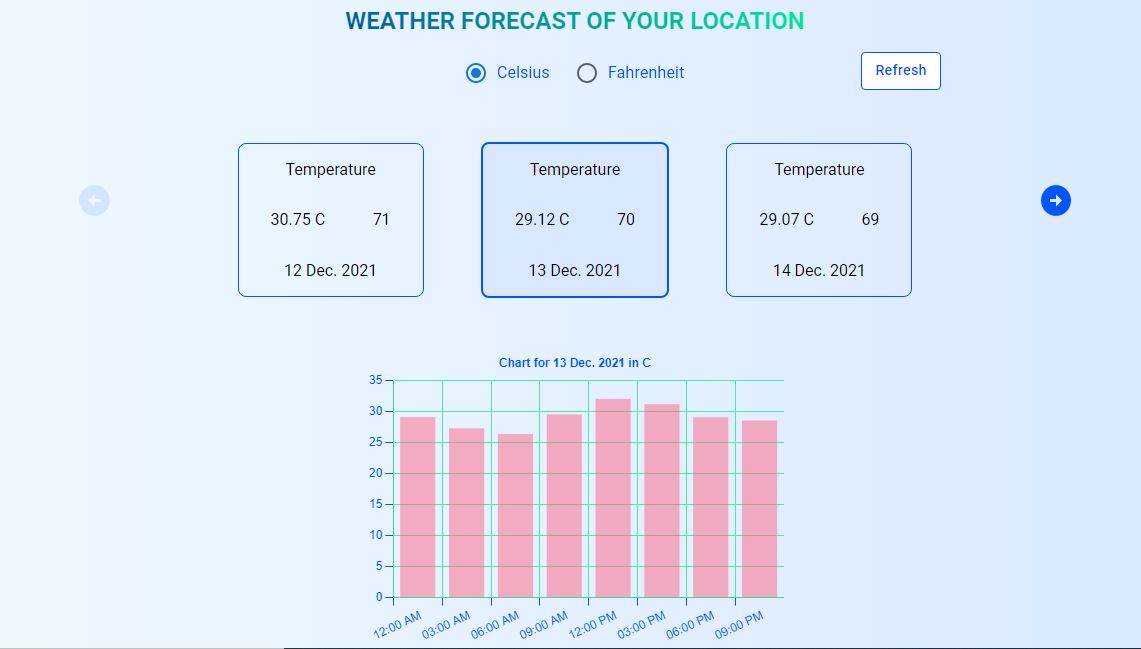 WEATHER FORECAST OF YOUR LOCATION
Celsius Fahrenheit Refresh
Temperature Temperature Temperature
30.75 C 71 29.12 C 70 29.07 C 69
12 Dec. 2021 13 Dec. 2021 14 Dec. 2021
Chart for 13 Dec. 2021 in C
35
30
25
20
15
10
5
0
12:00 AM 03:00 AM 06:00 AM 09:00 AM 12:00 PM 03:00 PM 06:00 PM 09:00 PM